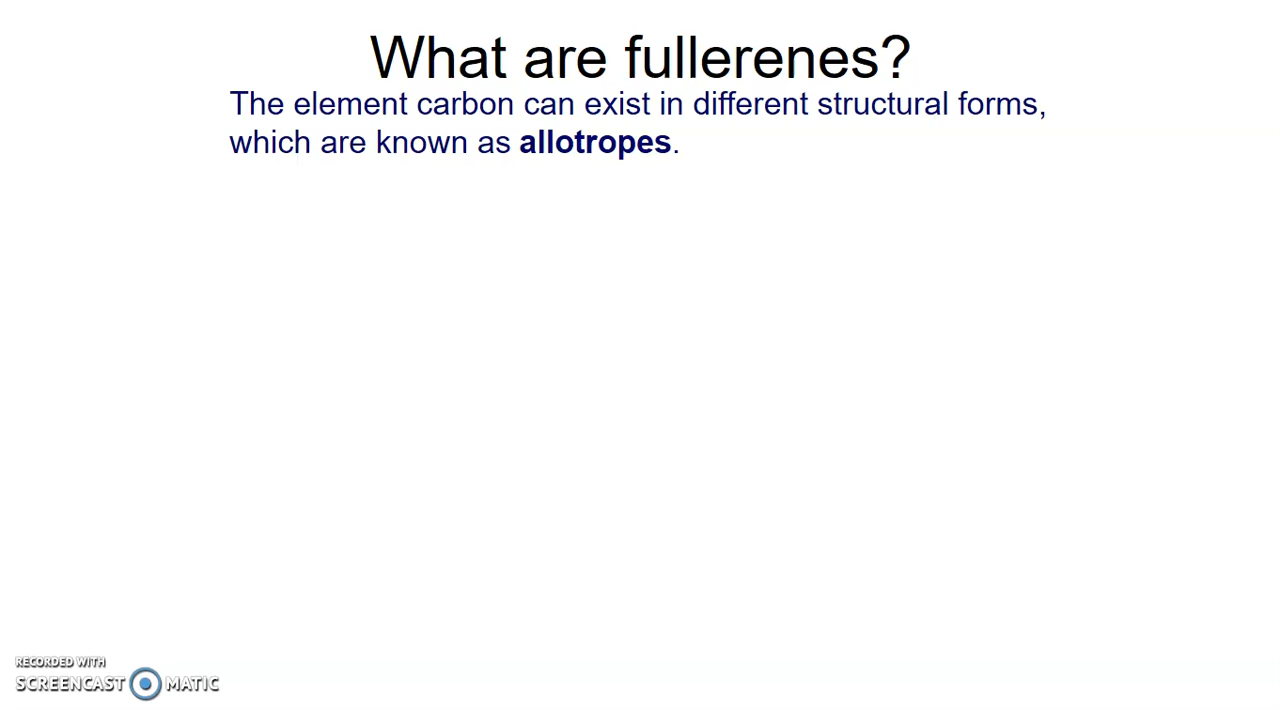 What are fullerenes?
The element carbon can exist in different structural forms,
which are known as allotropes.
RECORDED WITH
SCREENCAST MATIC